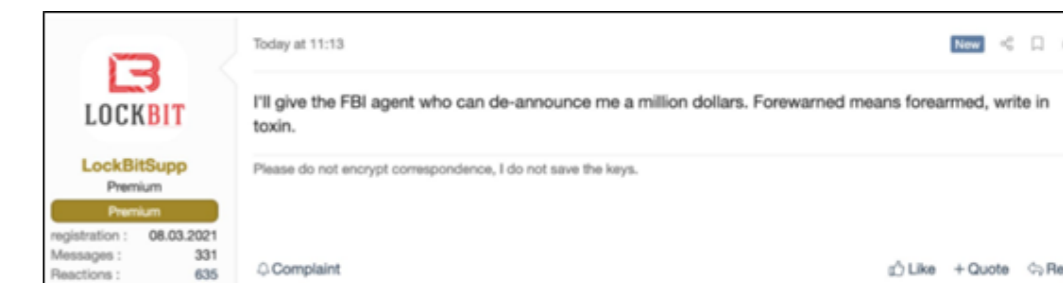 Today at 11:13
New
LOCKBIT
I'll give the FBI agent who can de-announce me a million dollars. Forewarned means forearmed, write in
toxin.
LockBitSupp
Premium
Premium
Please do not encrypt correspondence, I do not save the keys.
registration : 08.03.2021
Messages : 331
Reactions : 635
Complaint
Like + Quote Re